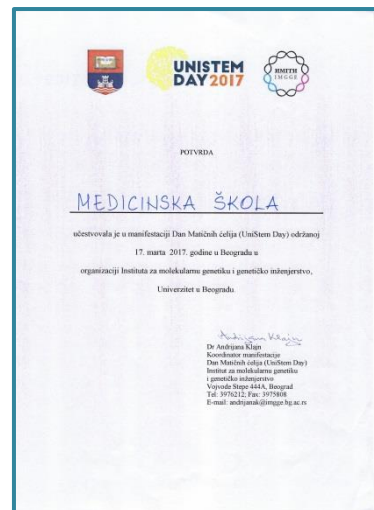 UNISTEM
DAY 2017
ИМГГИ
IMGGE
POTVRDA
MEDICINSKA ŠKOLA
učestvovala je u manifestaciji Dan Matičnih ćelija (UniStem Day) održanoj
17. marta 2017. godine u Beogradu u
organizaciji Instituta za molekularnu genetiku i genetičko inženjerstvo,
Univerzitet u Beogradu.
Andrijana Klajn
Dr Andrijana Klajn
Koordinator manifestacije
Dan Matičnih ćelija (UniStem Day)
Institut za molekularnu genetiku
i genetičko inženjerstvo
Vojvode Stepe 444A, Beograd
Tel: 3976212; Fax: 3975808
E-mail: andrijanak@imgge.bg.ac.rs